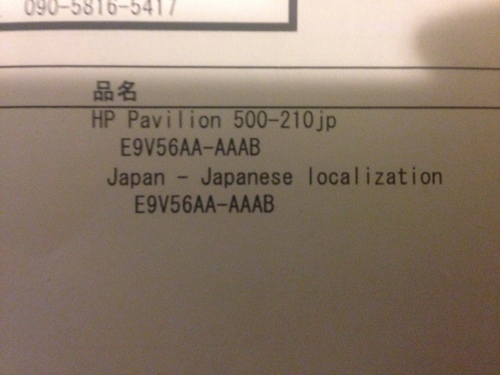 090-5816-5417
品名
HP Pavilion 500-210jp
E9V56AA-AAAB
Japan - Japanese localization
E9V56AA-AAAB